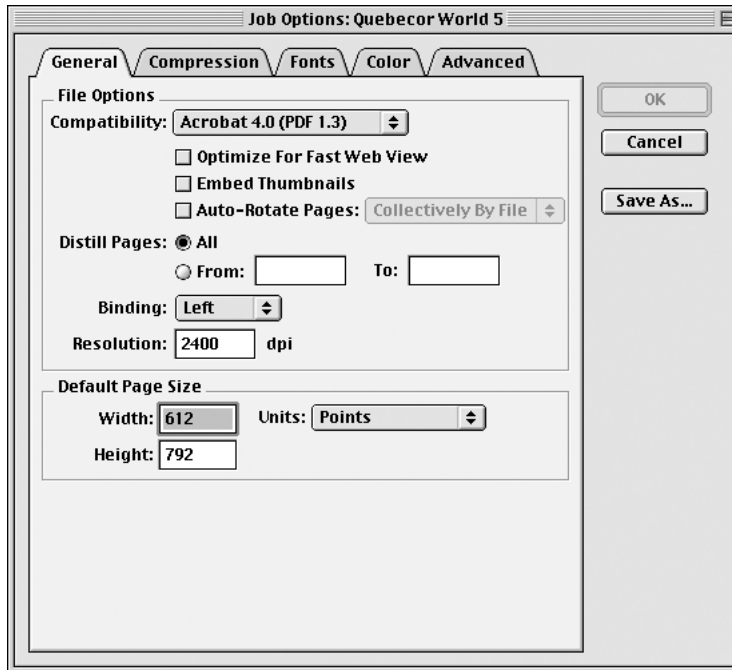 Job Options: Quebecor World 5
General Compression Fonts Color Advanced
File Options
Compatibility: Acrobat 4.0 (PDF 1.3)
Optimize For Fast Web View
Embed Thumbnails
Auto-Rotate Pages: Collectively By File
Distill Pages: All
From: To:
Binding: Left
Resolution: 2400 dpi
Default Page Size
Width: 612 Units: Points
Height: 792
OK
Cancel
Save As...